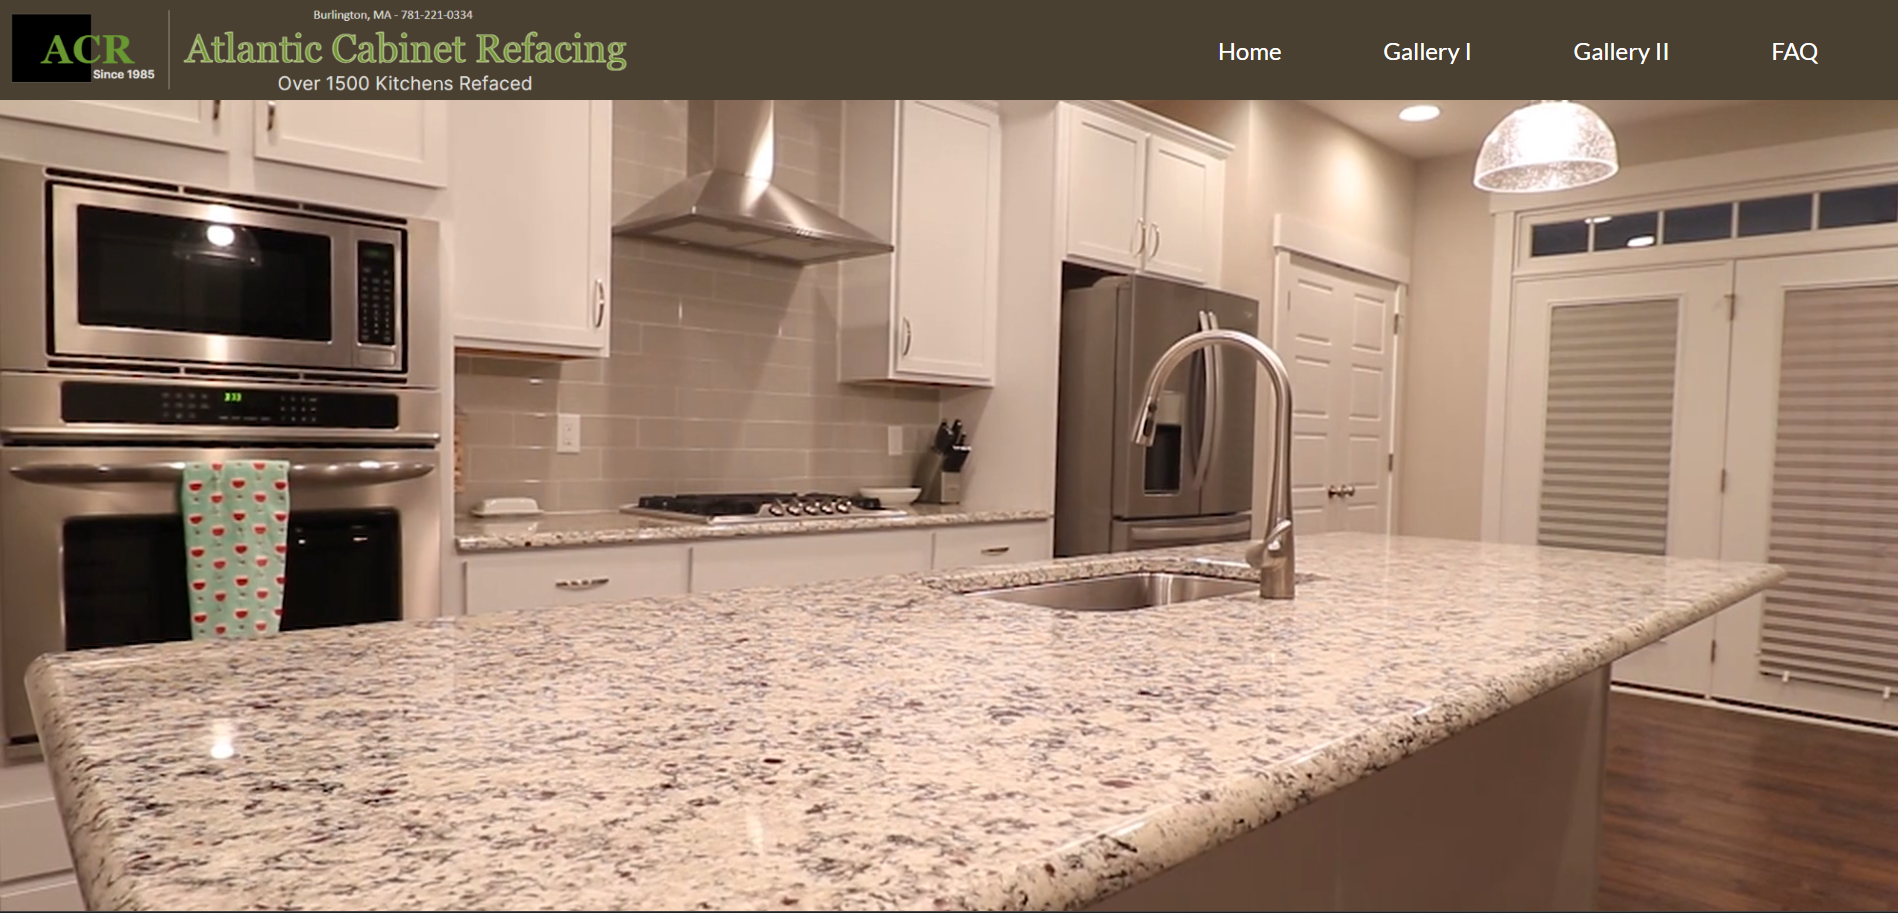 Burlington, MA - 781-221-0334
ACR
Since 1985
Atlantic Cabinet Refacing
Over 1500 Kitchens Refaced
Home
Gallery I
Gallery II
FAQ